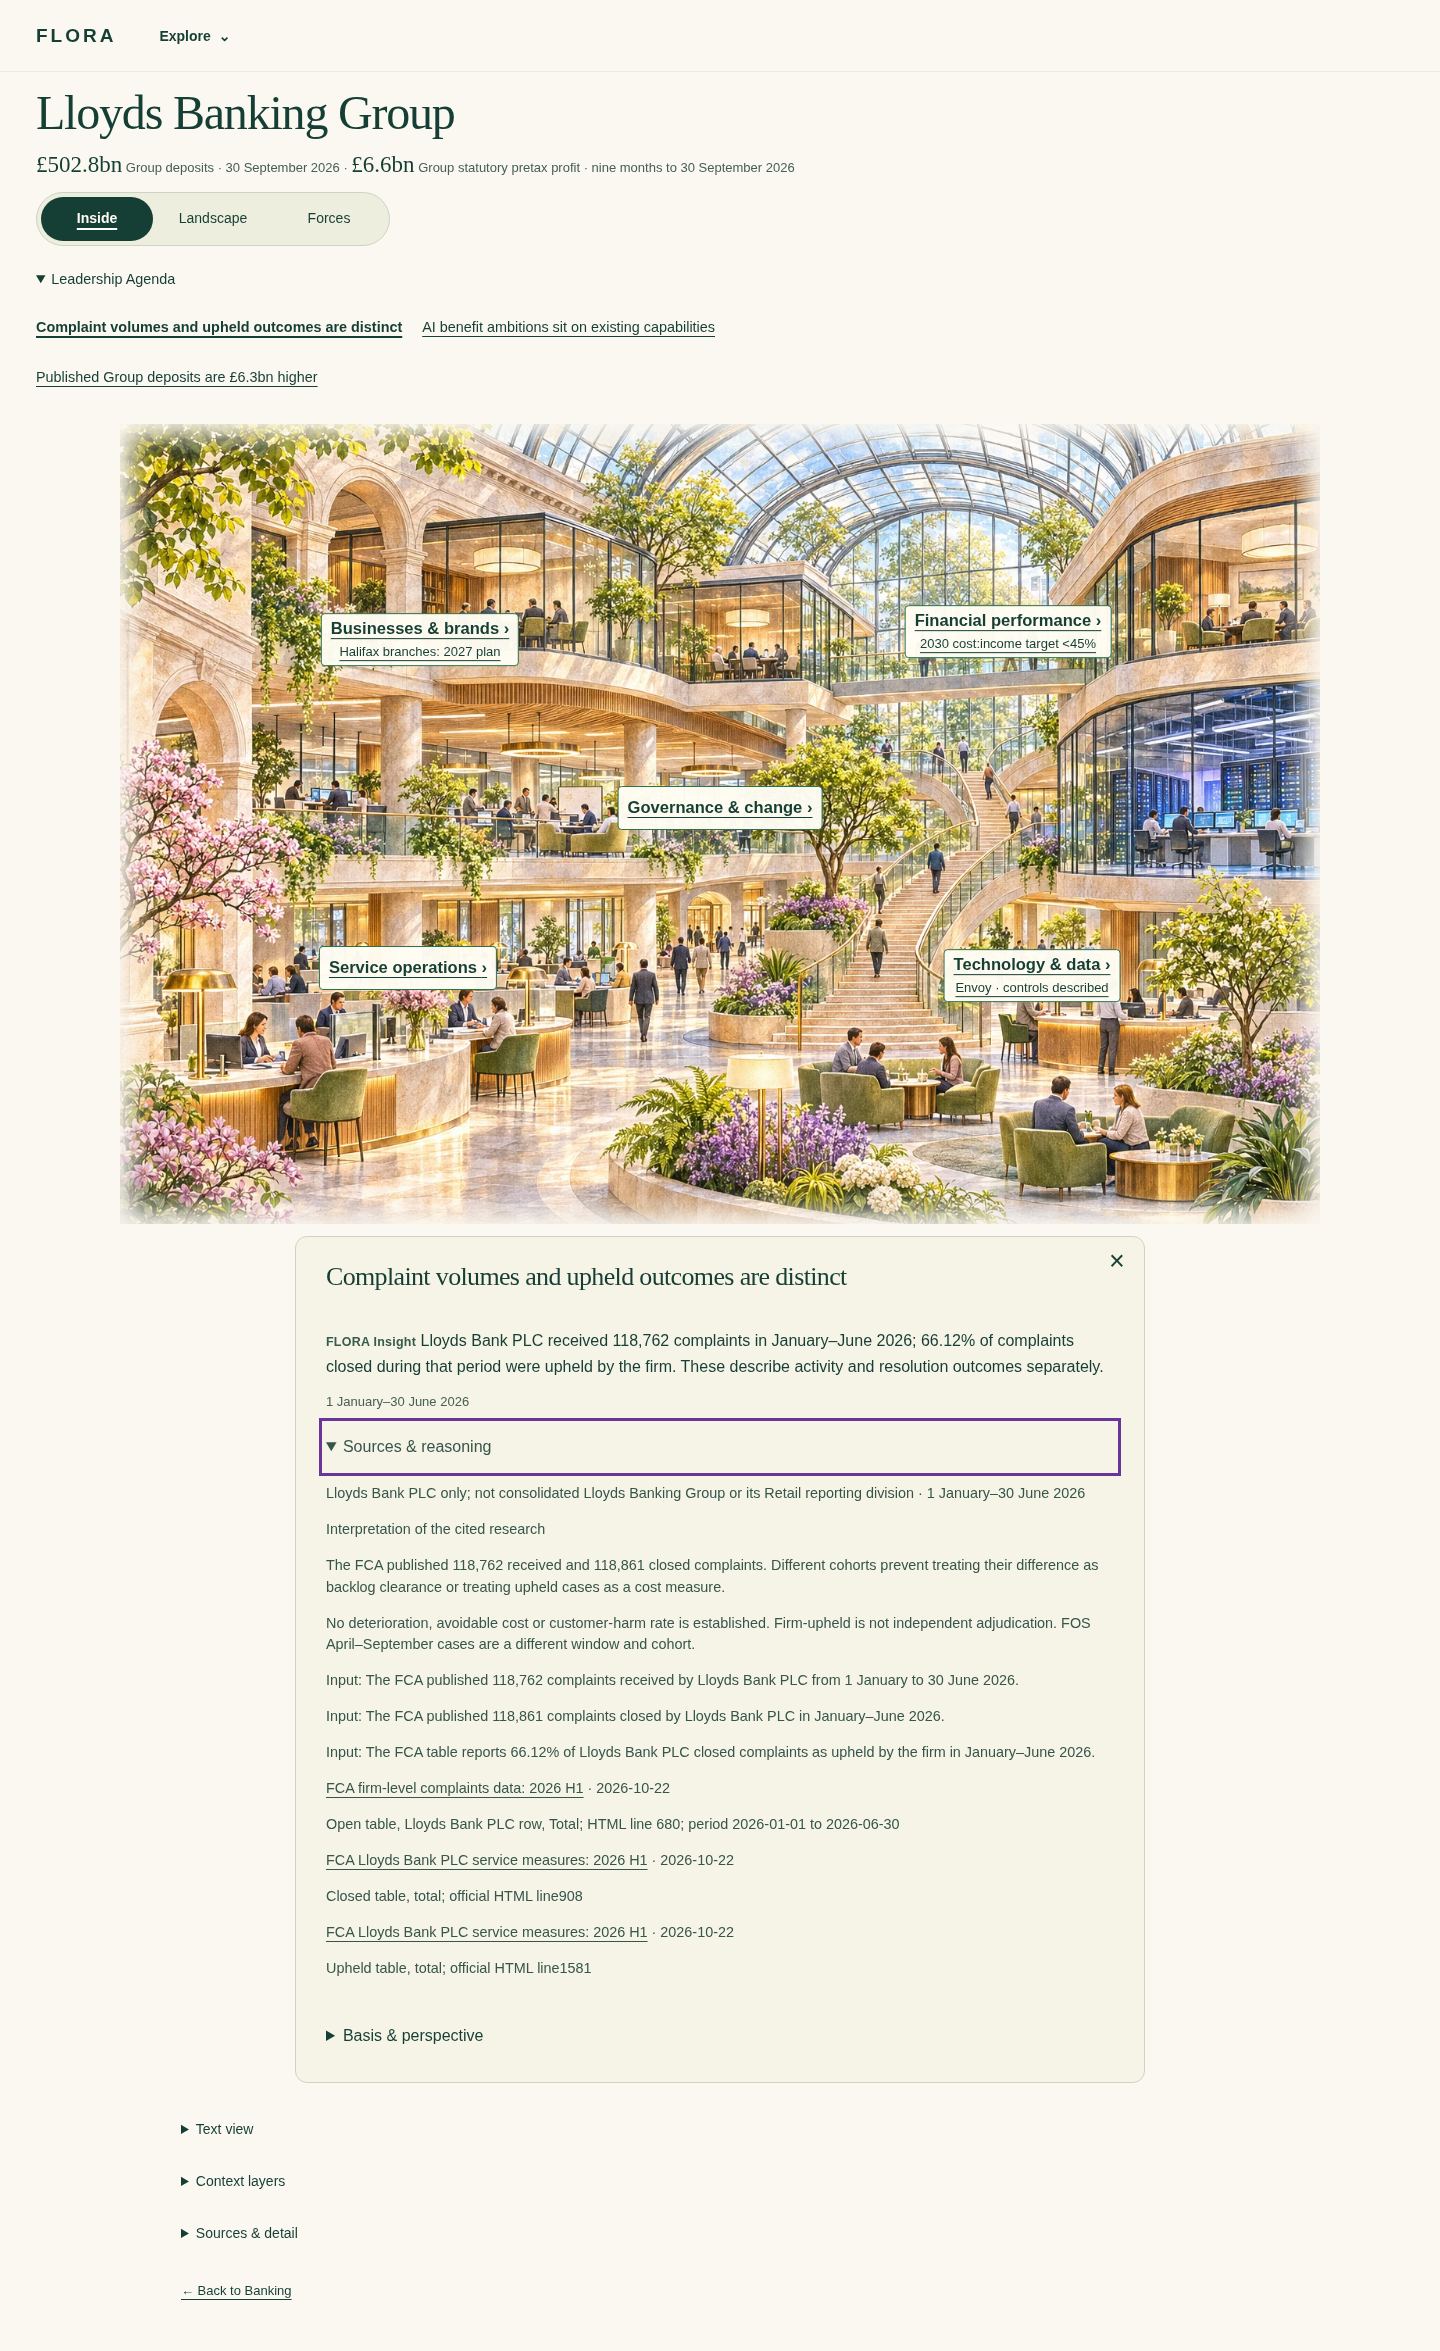 FLORA
Explore ⌄
Lloyds Banking Group
£502.8bn Group deposits · 30 September 2026 · £6.6bn Group statutory pretax profit · nine months to 30 September 2026
Inside
Landscape
Forces
▼ Leadership Agenda
Complaint volumes and upheld outcomes are distinct
AI benefit ambitions sit on existing capabilities
Published Group deposits are £6.3bn higher
Businesses & brands ›
Halifax branches: 2027 plan
Financial performance ›
2030 cost:income target <45%
Governance & change ›
Service operations ›
Technology & data ›
Envoy · controls described
×
Complaint volumes and upheld outcomes are distinct
FLORA Insight Lloyds Bank PLC received 118,762 complaints in January–June 2026; 66.12% of complaints
closed during that period were upheld by the firm. These describe activity and resolution outcomes separately.
1 January–30 June 2026
▼ Sources & reasoning
Lloyds Bank PLC only; not consolidated Lloyds Banking Group or its Retail reporting division · 1 January–30 June 2026
Interpretation of the cited research
The FCA published 118,762 received and 118,861 closed complaints. Different cohorts prevent treating their difference as
backlog clearance or treating upheld cases as a cost measure.
No deterioration, avoidable cost or customer-harm rate is established. Firm-upheld is not independent adjudication. FOS
April–September cases are a different window and cohort.
Input: The FCA published 118,762 complaints received by Lloyds Bank PLC from 1 January to 30 June 2026.
Input: The FCA published 118,861 complaints closed by Lloyds Bank PLC in January–June 2026.
Input: The FCA table reports 66.12% of Lloyds Bank PLC closed complaints as upheld by the firm in January–June 2026.
FCA firm-level complaints data: 2026 H1 · 2026-10-22
Open table, Lloyds Bank PLC row, Total; HTML line 680; period 2026-01-01 to 2026-06-30
FCA Lloyds Bank PLC service measures: 2026 H1 · 2026-10-22
Closed table, total; official HTML line908
FCA Lloyds Bank PLC service measures: 2026 H1 · 2026-10-22
Upheld table, total; official HTML line1581
▶ Basis & perspective
▶ Text view
▶ Context layers
▶ Sources & detail
← Back to Banking